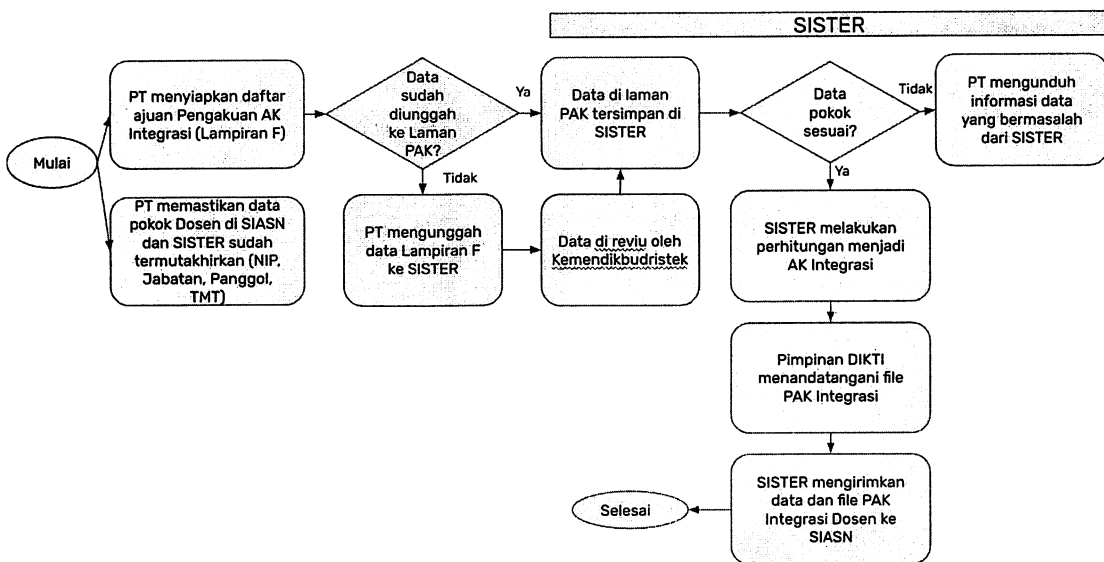 SISTER
Mulai
PT menyiapkan daftar
ajuan Pengakuan AK
Integrasi (Lampiran F)
PT memastikan data
pokok Dosen di SIASN
dan SISTER sudah
termutakhirkan (NIP,
Jabatan, Panggol,
TMT)
Data
sudah
diunggah
ke Laman
PAK?
Ya
Tidak
PT mengunggah
data Lampiran F
ke SISTER
Data di reviu oleh
Kemendikbudristek
Data di laman
PAK tersimpan di
SISTER
Data
pokok
sesuai?
Tidak
PT mengunduh
informasi data
yang bermasalah
dari SISTER
Ya
SISTER melakukan
perhitungan menjadi
AK Integrasi
Pimpinan DIKTI
menandatangani file
PAK Integrasi
SISTER mengirimkan
data dan file PAK
Integrasi Dosen ke
SIASN
Selesai